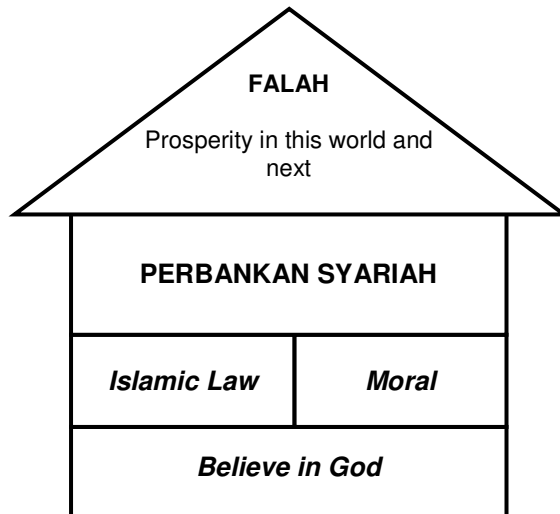 FALAH
Prosperity in this world and
next
PERBANKAN SYARIAH
Islamic Law
Moral
Believe in God